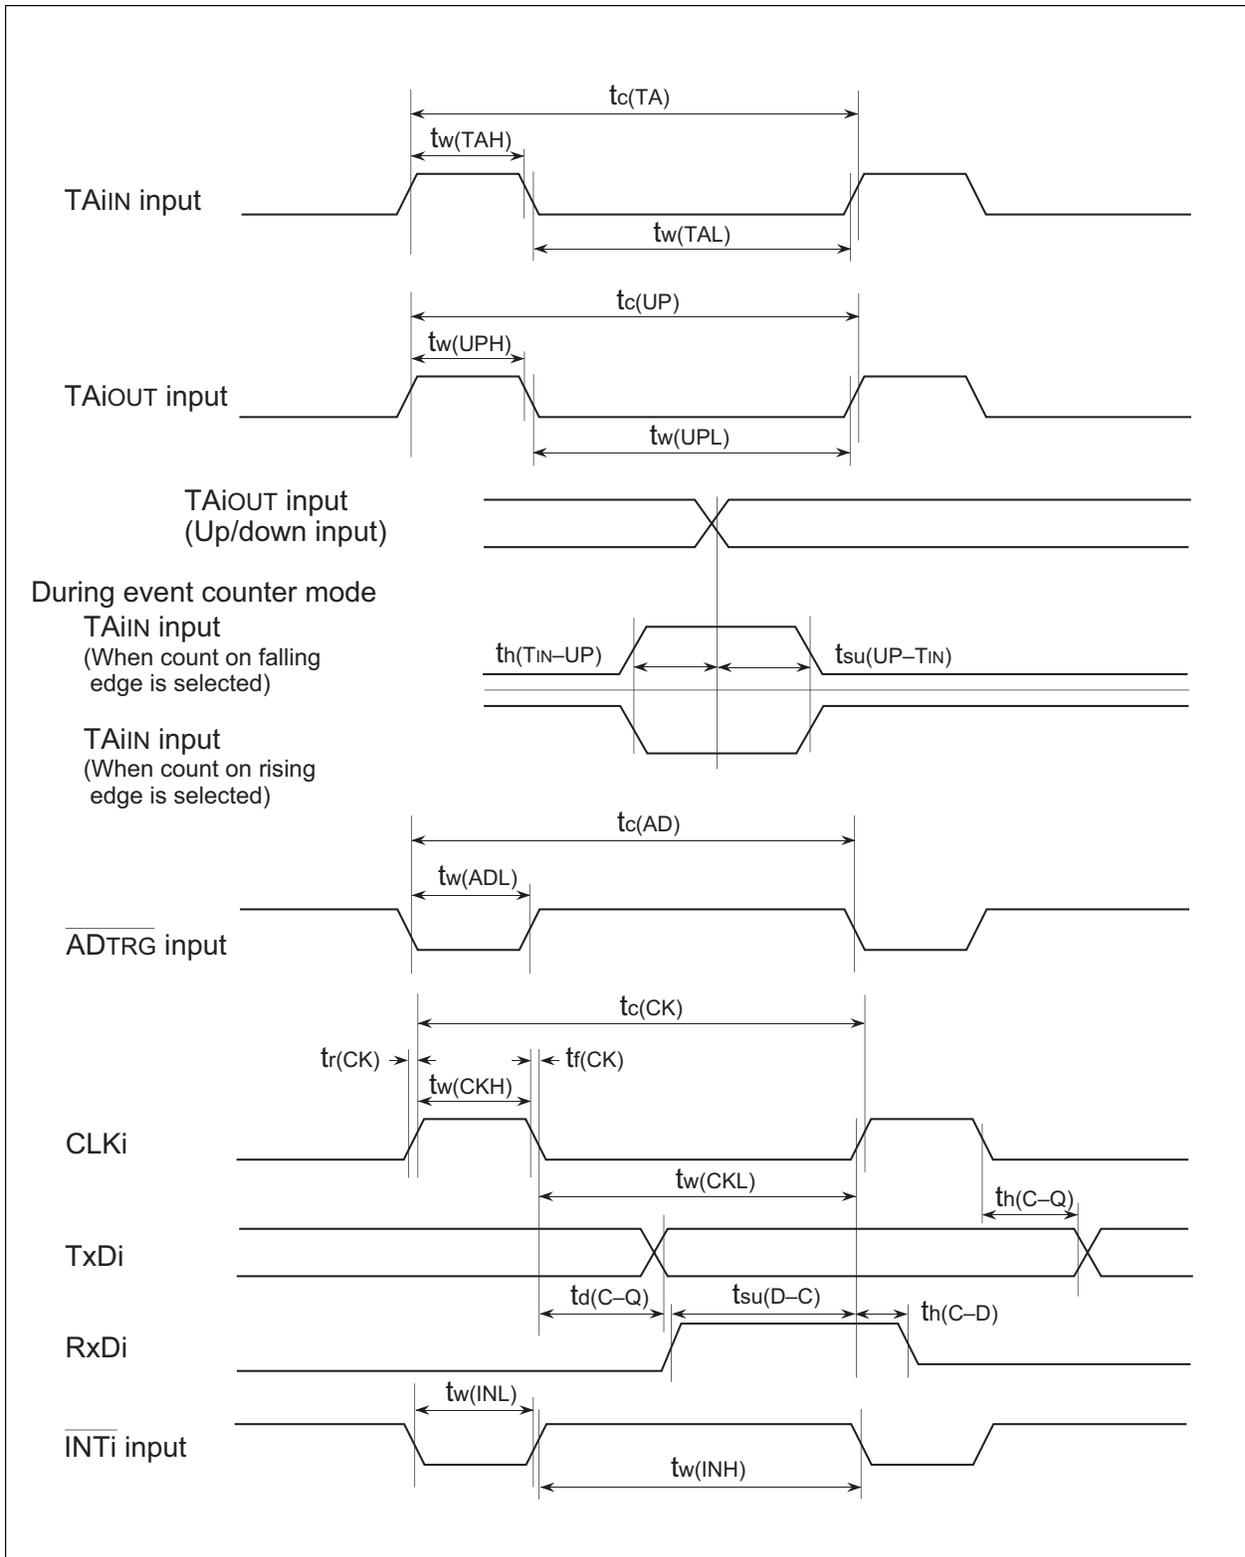 tc(TA)
tw(TAH)
TAiIN input
tw(TAL)
tc(UP)
tw(UPH)
TAiOUT input
tw(UPL)
TAiOUT input
(Up/down input)
During event counter mode
TAiIN input
(When count on falling
edge is selected)
th(TIN–UP)
tsu(UP–TIN)
TAiIN input
(When count on rising
edge is selected)
tc(AD)
tw(ADL)
ADTRG input
tc(CK)
tr(CK)
tf(CK)
tw(CKH)
CLKi
tw(CKL)
th(C–Q)
TxDi
td(C–Q)
tsu(D–C)
th(C–D)
RxDi
tw(INL)
INTi input
tw(INH)